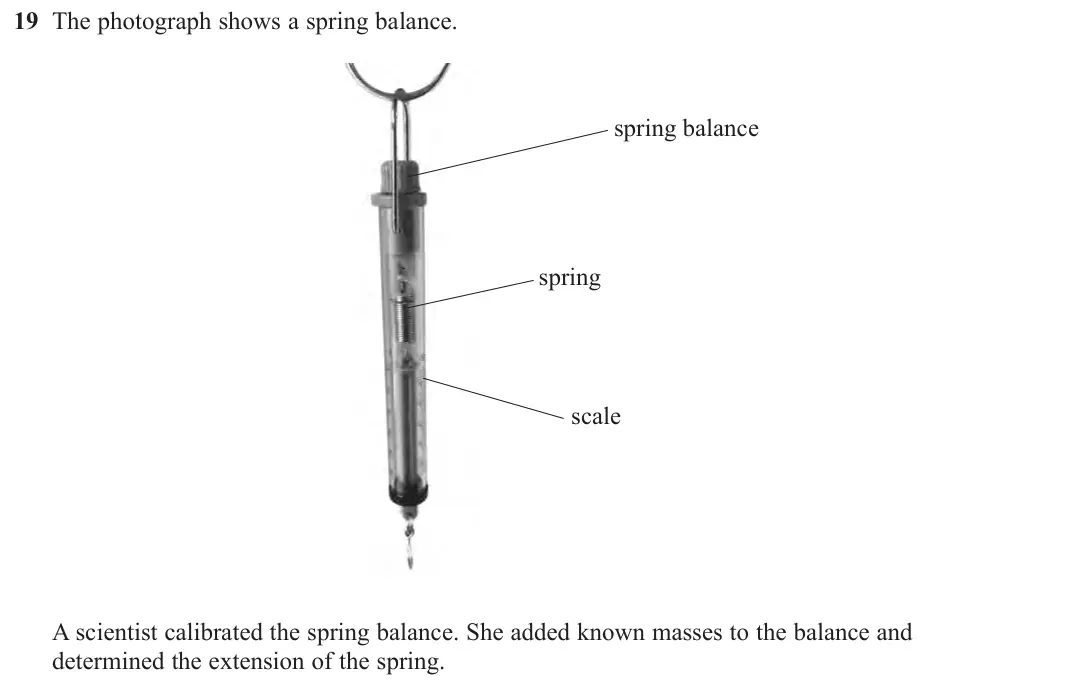 19 The photograph shows a spring balance.
spring balance
spring
scale
A scientist calibrated the spring balance. She added known masses to the balance and
determined the extension of the spring.